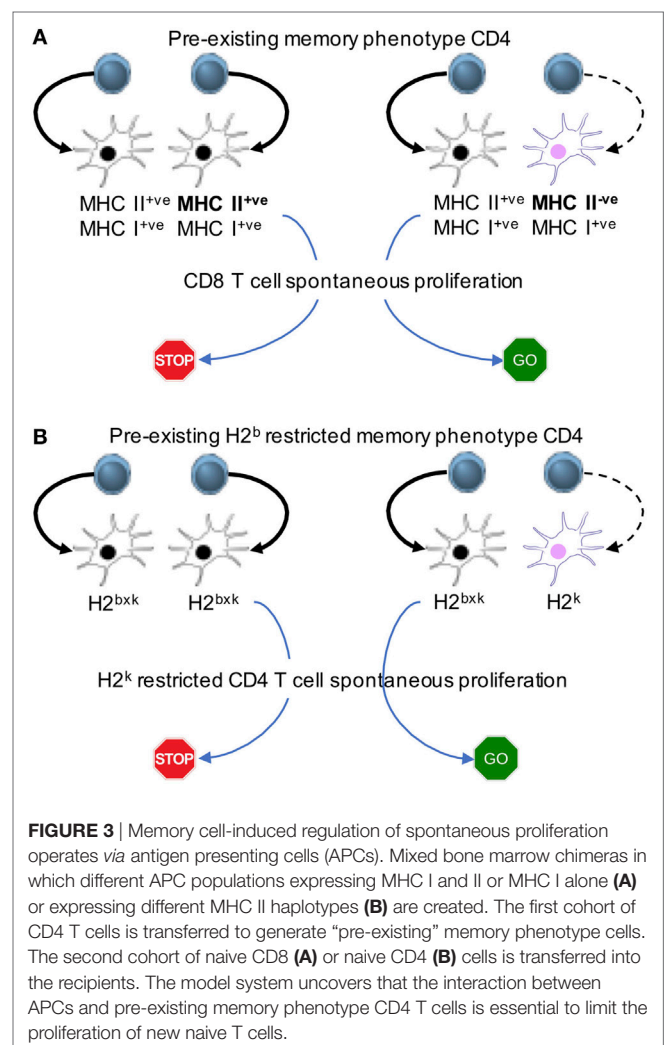 A Pre-existing memory phenotype CD4
MHC II+ve MHC II+ve MHC II+ve MHC II-ve
MHC I+ve MHC I+ve MHC I+ve MHC I+ve
CD8 T cell spontaneous proliferation
STOP GO
B Pre-existing H2b restricted memory phenotype CD4
H2bxk H2bxk H2bxk H2k
H2k restricted CD4 T cell spontaneous proliferation
STOP GO
FIGURE 3 | Memory cell-induced regulation of spontaneous proliferation
operates via antigen presenting cells (APCs). Mixed bone marrow chimeras in
which different APC populations expressing MHC I and II or MHC I alone (A)
or expressing different MHC II haplotypes (B) are created. The first cohort of
CD4 T cells is transferred to generate “pre-existing” memory phenotype cells.
The second cohort of naive CD8 (A) or naive CD4 (B) cells is transferred into
the recipients. The model system uncovers that the interaction between
APCs and pre-existing memory phenotype CD4 T cells is essential to limit the
proliferation of new naive T cells.